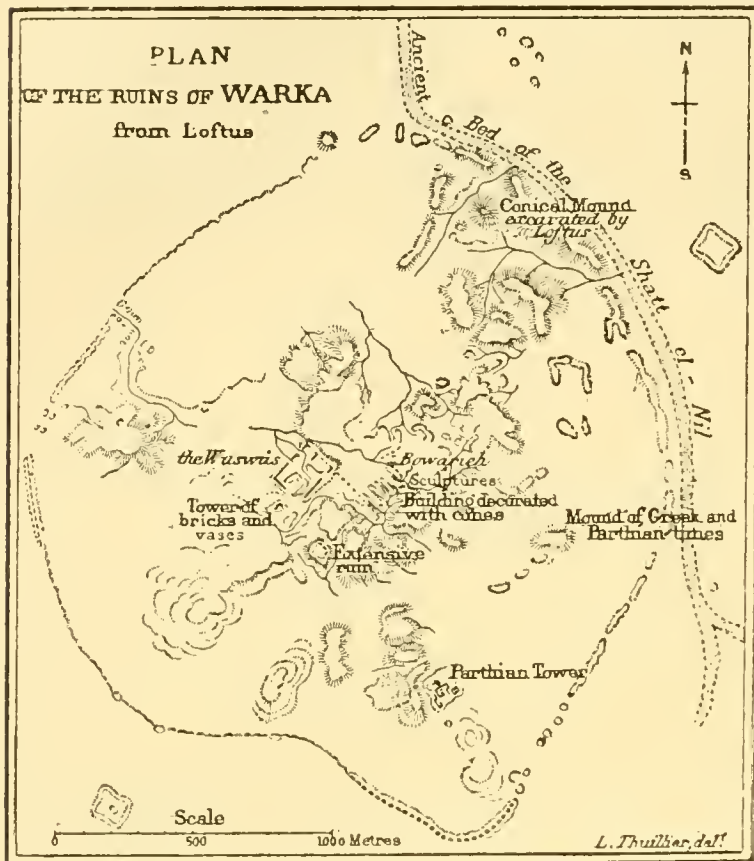 PLAN
OF THE RUINS OF WARKA
from Loftus
N
S
Ancient
Bed of the
Shatt el-Nil
Conical Mound
excavated by
Loftus
the Wuswus
Bowarieh
Sculptures
Building decorated
with cones
Tower of
bricks and
vases
Mound of Greek and
Parthian times
Extensive
ruin
Parthian Tower
Scale
0 500 1000 Metres
L. Thuillier, delt.